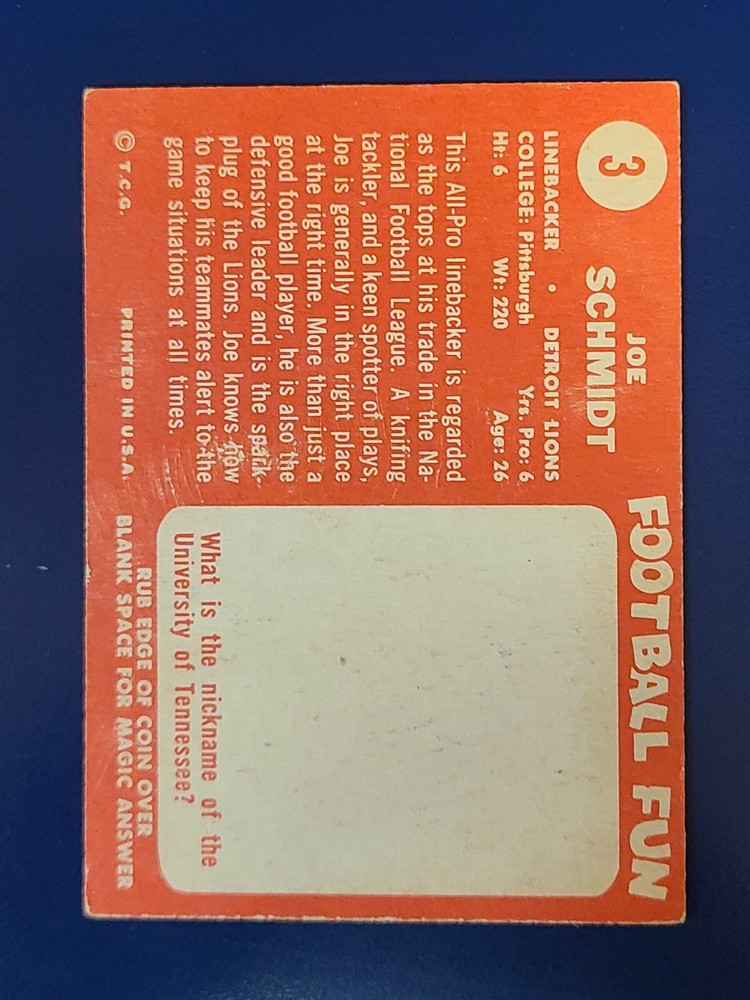 3
JOE
SCHMIDT
LINEBACKER • DETROIT LIONS
COLLEGE: Pittsburgh Yrs. Pro: 6
Ht: 6 Wt: 220 Age: 26
This All-Pro linebacker is regarded
as the tops at his trade in the Na-
tional Football League. A knifing
tackler, and a keen spotter of plays,
Joe is generally in the right place
at the right time. More than just a
good football player, he is also the
defensive leader and is the spark-
plug of the Lions. Joe knows how
to keep his teammates alert to the
game situations at all times.
© T.C.G. PRINTED IN U.S.A.
FOOTBALL FUN
What is the nickname of the
University of Tennessee?
RUB EDGE OF COIN OVER
BLANK SPACE FOR MAGIC ANSWER